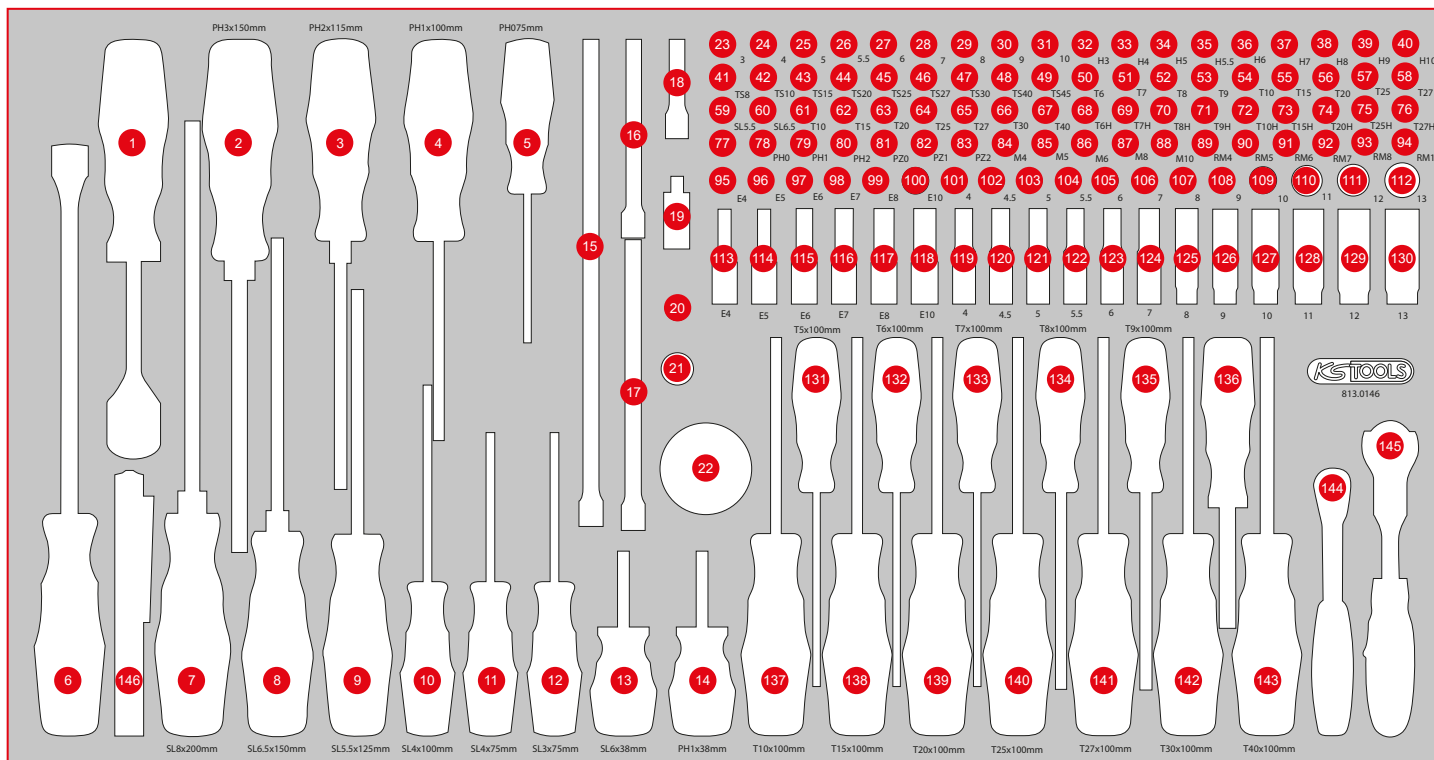 PH3x150mm PH2x115mm PH1x100mm PH075mm
23 24 25 26 27 28 29 30 31 32 33 34 35 36 37 38 39 40
3 4 5 5.5 6 7 8 9 10 H3 H4 H5 H5.5 H6 H7 H8 H9 H10
18 41 42 43 44 45 46 47 48 49 50 51 52 53 54 55 56 57 58
TS8 TS10 TS15 TS20 TS25 TS27 TS30 TS40 TS45 T6 T7 T8 T9 T10 T15 T20 T25 T27
59 60 61 62 63 64 65 66 67 68 69 70 71 72 73 74 75 76
SL5.5 SL6.5 T10 T15 T20 T25 T27 T30 T40 T6H T7H T8H T9H T10H T15H T20H T25H T27H
1 2 3 4 5 16 77 78 79 80 81 82 83 84 85 86 87 88 89 90 91 92 93 94
PH0 PH1 PH2 PZ0 PZ1 PZ2 M4 M5 M6 M8 M10 RM4 RM5 RM6 RM7 RM8 RM1
95 96 97 98 99 100 101 102 103 104 105 106 107 108 109 110 111 112
E4 E5 E6 E7 E8 E10 4 4.5 5 5.5 6 7 8 9 10 11 12 13
19
15 113 114 115 116 117 118 119 120 121 122 123 124 125 126 127 128 129 130
20
E4 E5 E6 E7 E8 E10 4 4.5 5 5.5 6 7 8 9 10 11 12 13
T5x100mm T6x100mm T7x100mm T8x100mm T9x100mm
21 131 132 133 134 135 136 KS TOOLS
17 813.0146
22 145
144
6 146 7 8 9 10 11 12 13 14 137 138 139 140 141 142 143
SL8x200mm SL6.5x150mm SL5.5x125mm SL4x100mm SL4x75mm SL3x75mm SL6x38mm PH1x38mm T10x100mm T15x100mm T20x100mm T25x100mm T27x100mm T30x100mm T40x100mm